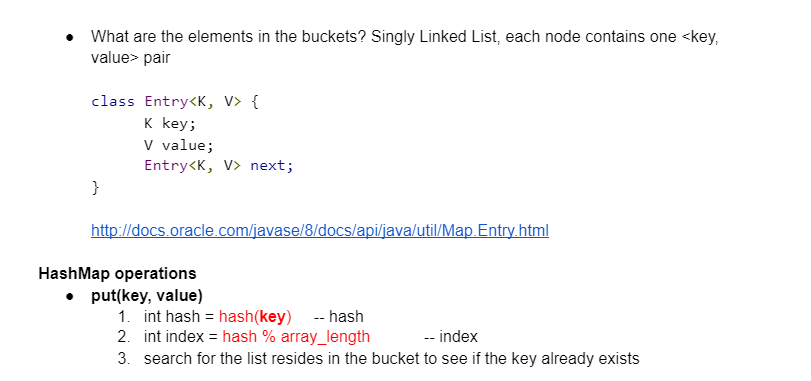 ● What are the elements in the buckets? Singly Linked List, each node contains one <key,
value> pair
class Entry<K, V> {
K key;
V value;
Entry<K, V> next;
}
http://docs.oracle.com/javase/8/docs/api/java/util/Map.Entry.html
HashMap operations
● put(key, value)
1. int hash = hash(key) -- hash
2. int index = hash % array_length -- index
3. search for the list resides in the bucket to see if the key already exists